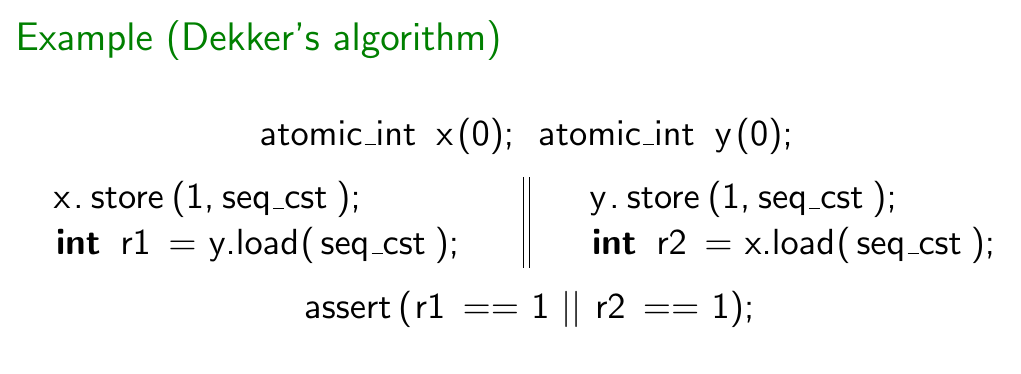 Example (Dekker's algorithm)
atomic_int x(0); atomic_int y(0);
x.store(1,seq_cst); y.store(1,seq_cst);
int r1 = y.load(seq_cst); int r2 = x.load(seq_cst);
assert(r1 == 1 || r2 == 1);